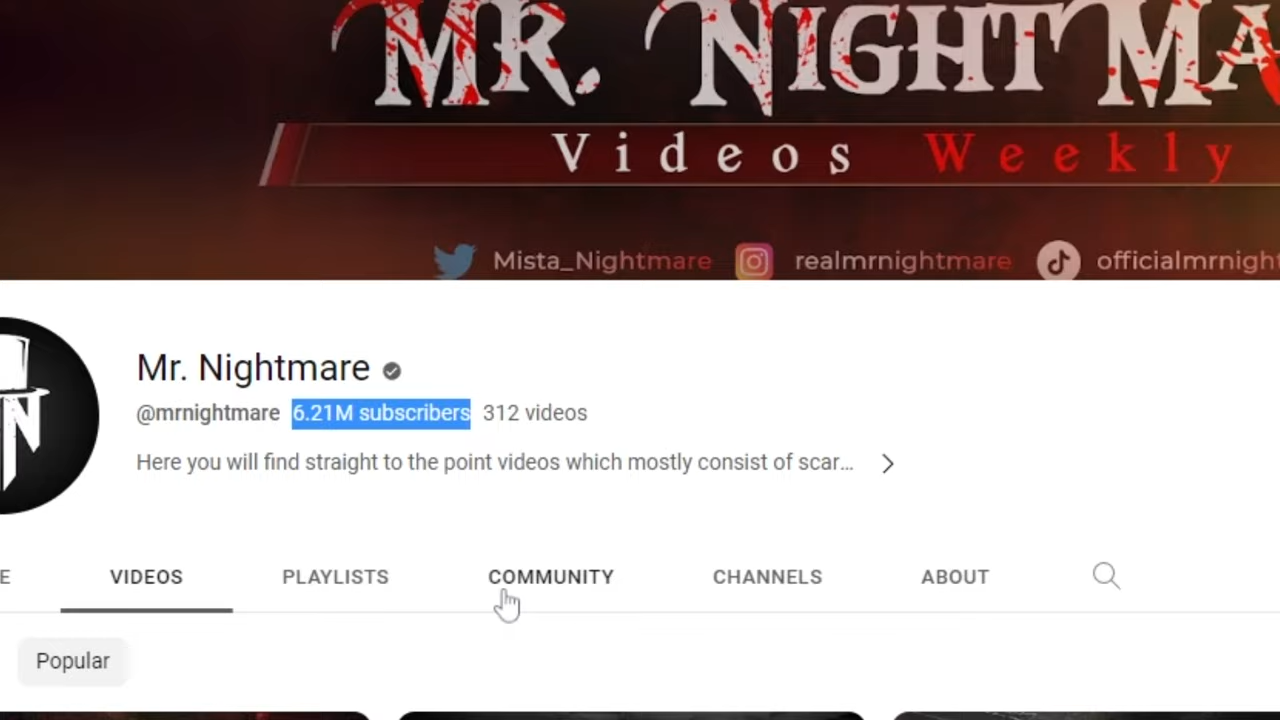 MR. NIGHTMA
Videos Weekly
Mista_Nightmare realmrnightmare officialmrnight
Mr. Nightmare
@mrnightmare 6.21M subscribers 312 videos
Here you will find straight to the point videos which mostly consist of scar...
E VIDEOS PLAYLISTS COMMUNITY CHANNELS ABOUT
Popular